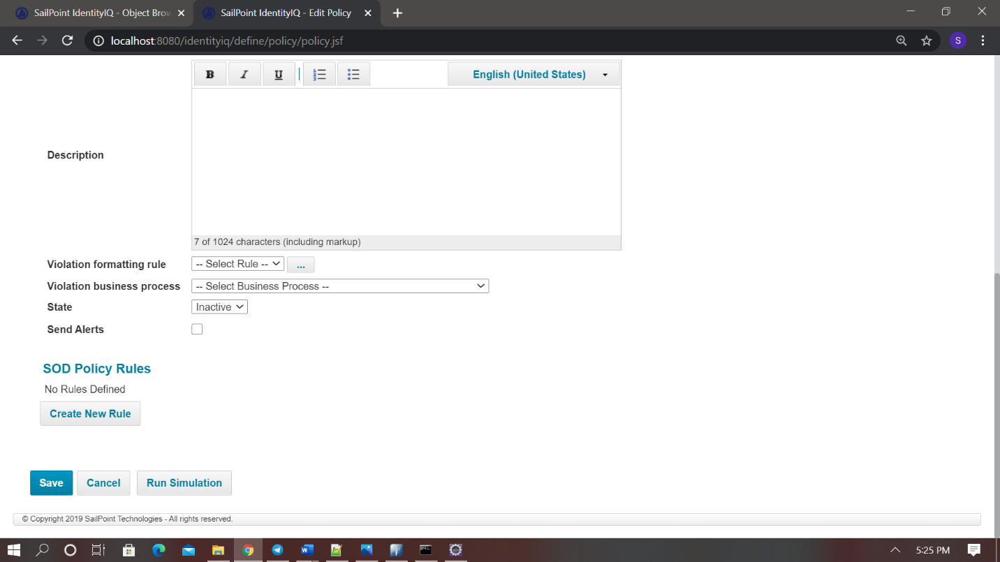 SailPoint IdentityIQ - Object Brow
SailPoint IdentityIQ - Edit Policy
localhost:8080/identityiq/define/policy/policy.jsf
S
B I U
English (United States)
Description
7 of 1024 characters (including markup)
Violation formatting rule -- Select Rule -- ...
Violation business process -- Select Business Process --
State Inactive
Send Alerts
SOD Policy Rules
No Rules Defined
Create New Rule
Save Cancel Run Simulation
© Copyright 2019 SailPoint Technologies - All rights reserved.
5:25 PM